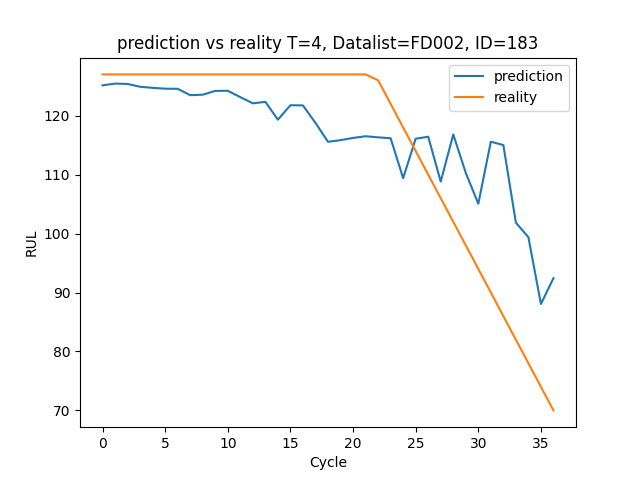 prediction vs reality T=4, Datalist=FD002, ID=183
prediction
reality
RUL
120
110
100
90
80
70
0 5 10 15 20 25 30 35
Cycle